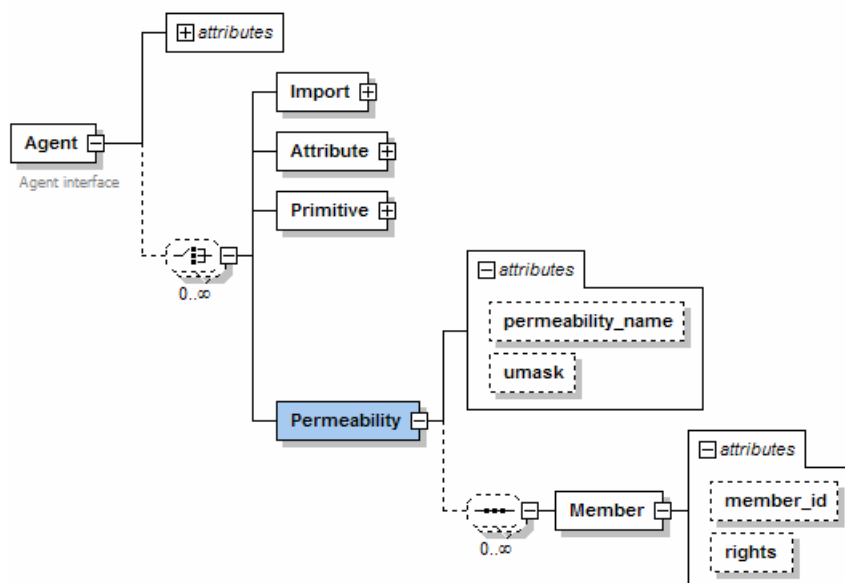 attributes
Import
Agent
Attribute
Agent interface
Primitive
0..∞
attributes
permeability_name
umask
Permeability
attributes
Member
member_id
0..∞
rights